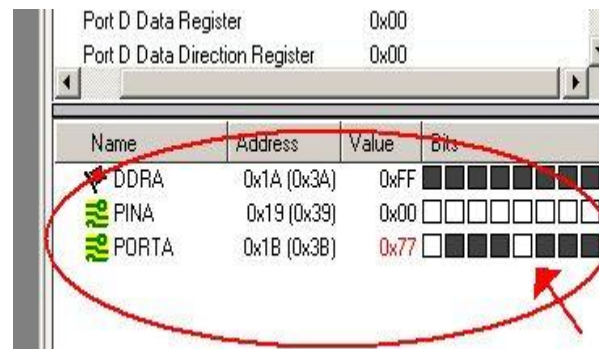 Port D Data Register 0x00
Port D Data Direction Register 0x00
Name Address Value Bits
DDRA 0x1A (0x3A) 0xFF
PINA 0x19 (0x39) 0x00
PORTA 0x1B (0x3B) 0x77